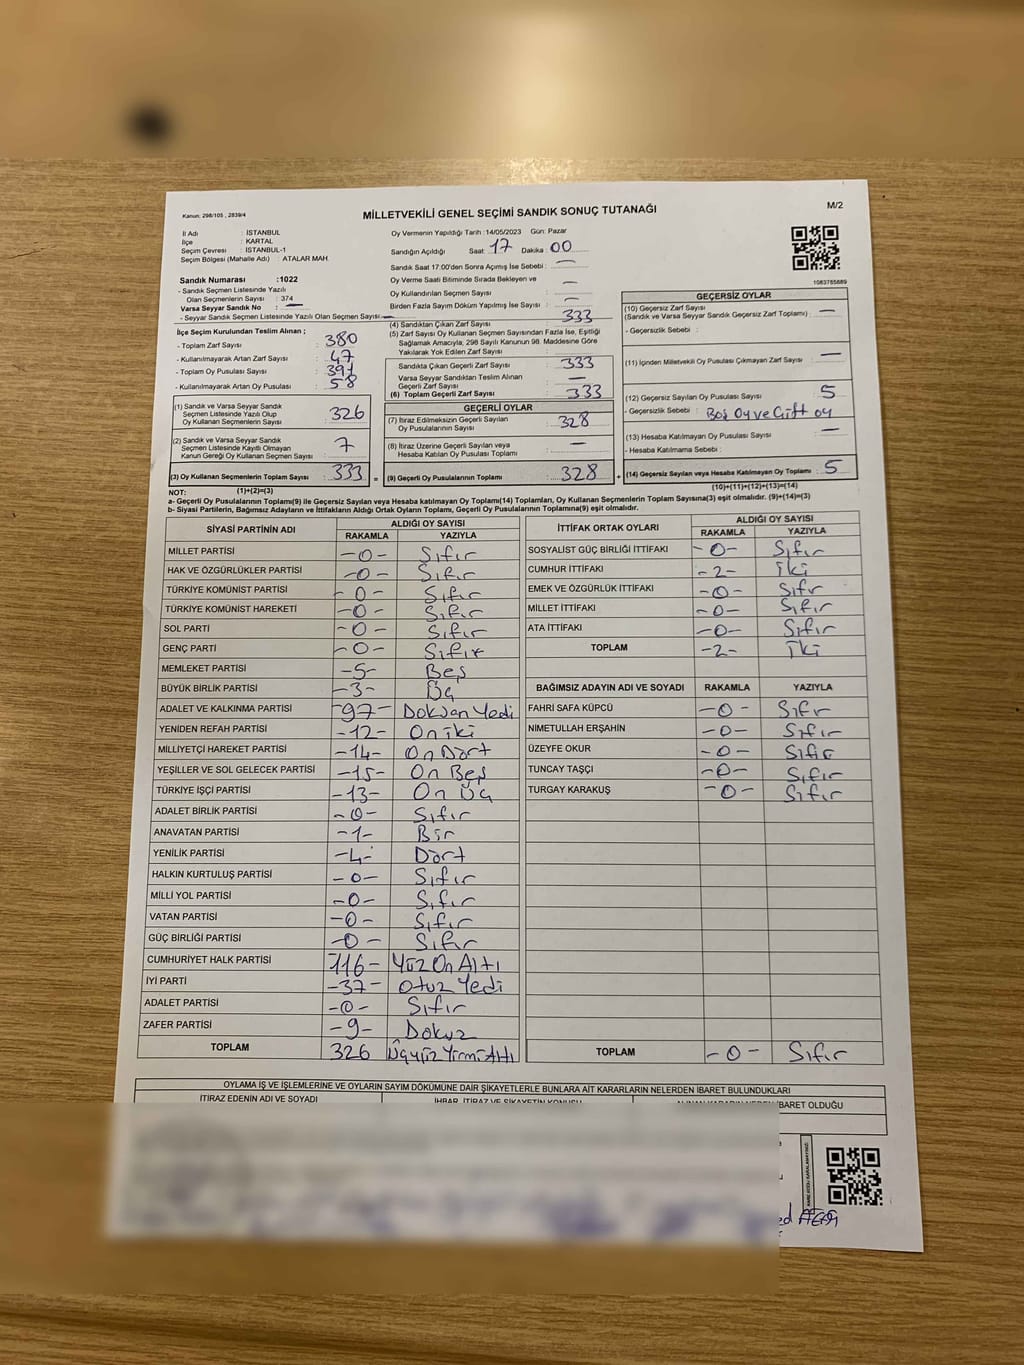 Kanun: 298/105 , 2839/4
MİLLETVEKİLİ GENEL SEÇİMİ SANDIK SONUÇ TUTANAĞI
M/2
İl Adı : İSTANBUL
İlçe : KARTAL
Seçim Çevresi : İSTANBUL-1
Seçim Bölgesi (Mahalle Adı) : ATALAR MAH.
Sandık Numarası :1022
- Sandık Seçmen Listesinde Yazılı
Olan Seçmenlerin Sayısı : 374
Varsa Seyyar Sandık No : —
- Seyyar Sandık Seçmen Listesinde Yazılı Olan Seçmen Sayısı: —
Oy Vermenin Yapıldığı Tarih :14/05/2023 Gün: Pazar
Sandığın Açıldığı Saat: 17 Dakika: 00
Sandık Saat 17:00'den Sonra Açımış İse Sebebi : —
Oy Verme Saati Bitiminde Sırada Bekleyen ve
Oy Kullandırılan Seçmen Sayısı : —
Birden Fazla Sayım Döküm Yapılmış İse Sayısı : —
1083785889
İlçe Seçim Kurulundan Teslim Alınan ;
- Toplam Zarf Sayısı : 380
- Kullanılmayarak Artan Zarf Sayısı : 47
- Toplam Oy Pusulası Sayısı : 391
- Kullanılmayarak Artan Oy Pusulası : 58
(1) Sandık ve Varsa Seyyar Sandık
Seçmen Listesinde Yazılı Olup
Oy Kullanan Seçmenlerin Sayısı : 326
(2) Sandık ve Varsa Seyyar Sandık
Seçmen Listesinde Kayıtlı Olmayan
Kanun Gereği Oy Kullanan Seçmen Sayısı : 7
(3) Oy Kullanan Seçmenlerin Toplam Sayısı : 333
(1)+(2)=(3)
(4) Sandıktan Çıkan Zarf Sayısı : 333
(5) Zarf Sayısı Oy Kullanan Seçmen Sayısından Fazla İse, Eşitliği
Sağlamak Amacıyla; 298 Sayılı Kanunun 98. Maddesine Göre
Yakılarak Yok Edilen Zarf Sayısı :
Sandıkta Çıkan Geçerli Zarf Sayısı : 333
Varsa Seyyar Sandıktan Teslim Alınan
Geçerli Zarf Sayısı : —
(6) Toplam Geçerli Zarf Sayısı : 333
GEÇERLİ OYLAR
(7) İtiraz Edilmeksizin Geçerli Sayılan
Oy Pusulalarının Sayısı : 328
(8) İtiraz Üzerine Geçerli Sayılan veya
Hesaba Katılan Oy Pusulası Toplamı : —
= (9) Geçerli Oy Pusulalarının Toplamı : 328 +
GEÇERSİZ OYLAR
(10) Geçersiz Zarf Sayısı
(Sandık ve Varsa Seyyar Sandık Geçersiz Zarf Toplamı) : —
- Geçersizlik Sebebi :
(11) İçinden Milletvekili Oy Pusulası Çıkmayan Zarf Sayısı : —
(12) Geçersiz Sayılan Oy Pusulası Sayısı : 5
- Geçersizlik Sebebi : Boş Oy ve Çift oy
(13) Hesaba Katılmayan Oy Pusulası Sayısı : —
- Hesaba Katılmama Sebebi :
(14) Geçersiz Sayılan veya Hesaba Katılmayan Oy Toplamı : 5
(10)+(11)+(12)+(13)=(14)
NOT:
a- Geçerli Oy Pusulalarının Toplamı(9) ile Geçersiz Sayılan veya Hesaba katılmayan Oy Toplamı(14) Toplamları, Oy Kullanan Seçmenlerin Toplam Sayısına(3) eşit olmalıdır. (9)+(14)=(3)
b- Siyasi Partilerin, Bağımsız Adayların ve İttifakların Aldığı Ortak Oyların Toplamı, Geçerli Oy Pusulalarının Toplamına(9) eşit olmalıdır.
SİYASİ PARTİNİN ADI ALDIĞI OY SAYISI
RAKAMLA YAZIYLA
MİLLET PARTİSİ -0- Sıfır
HAK VE ÖZGÜRLÜKLER PARTİSİ -0- Sıfır
TÜRKİYE KOMÜNİST PARTİSİ -0- Sıfır
TÜRKİYE KOMÜNİST HAREKETİ -0- Sıfır
SOL PARTİ -0- Sıfır
GENÇ PARTİ -0- Sıfır
MEMLEKET PARTİSİ -5- Beş
BÜYÜK BİRLİK PARTİSİ -3- Üç
ADALET VE KALKINMA PARTİSİ -97- Doksan Yedi
YENİDEN REFAH PARTİSİ -12- On iki
MİLLİYETÇİ HAREKET PARTİSİ -14- On Dört
YEŞİLLER VE SOL GELECEK PARTİSİ -15- On Beş
TÜRKİYE İŞÇİ PARTİSİ -13- On Üç
ADALET BİRLİK PARTİSİ -0- Sıfır
ANAVATAN PARTİSİ -1- Bir
YENİLİK PARTİSİ -4- Dört
HALKIN KURTULUŞ PARTİSİ -0- Sıfır
MİLLİ YOL PARTİSİ -0- Sıfır
VATAN PARTİSİ -0- Sıfır
GÜÇ BİRLİĞİ PARTİSİ -0- Sıfır
CUMHURİYET HALK PARTİSİ 116- Yüz On Altı
İYİ PARTİ -37- Otuz Yedi
ADALET PARTİSİ -0- Sıfır
ZAFER PARTİSİ -9- Dokuz
TOPLAM 326 Üçyüz Yirmi Altı
İTTİFAK ORTAK OYLARI ALDIĞI OY SAYISI
RAKAMLA YAZIYLA
SOSYALİST GÜÇ BİRLİĞİ İTTİFAKI -0- Sıfır
CUMHUR İTTİFAKI -2- İki
EMEK VE ÖZGÜRLÜK İTTİFAKI -0- Sıfır
MİLLET İTTİFAKI -0- Sıfır
ATA İTTİFAKI -0- Sıfır
TOPLAM -2- İki
BAĞIMSIZ ADAYIN ADI VE SOYADI RAKAMLA YAZIYLA
FAHRİ SAFA KÜPCÜ -0- Sıfır
NİMETULLAH ERŞAHİN -0- Sıfır
ÜZEYFE OKUR -0- Sıfır
TUNCAY TAŞÇI -0- Sıfır
TURGAY KARAKUŞ -0- Sıfır
TOPLAM -0- Sıfır
OYLAMA İŞ VE İŞLEMLERİNE VE OYLARIN SAYIM DÖKÜMÜNE DAİR ŞİKAYETLERLE BUNLARA AİT KARARLARIN NELERDEN İBARET BULUNDUKLARI
İTİRAZ EDENİN ADI VE SOYADI İHBAR, İTİRAZ VE ŞİKAYETİN KONUSU İBARET OLDUĞU